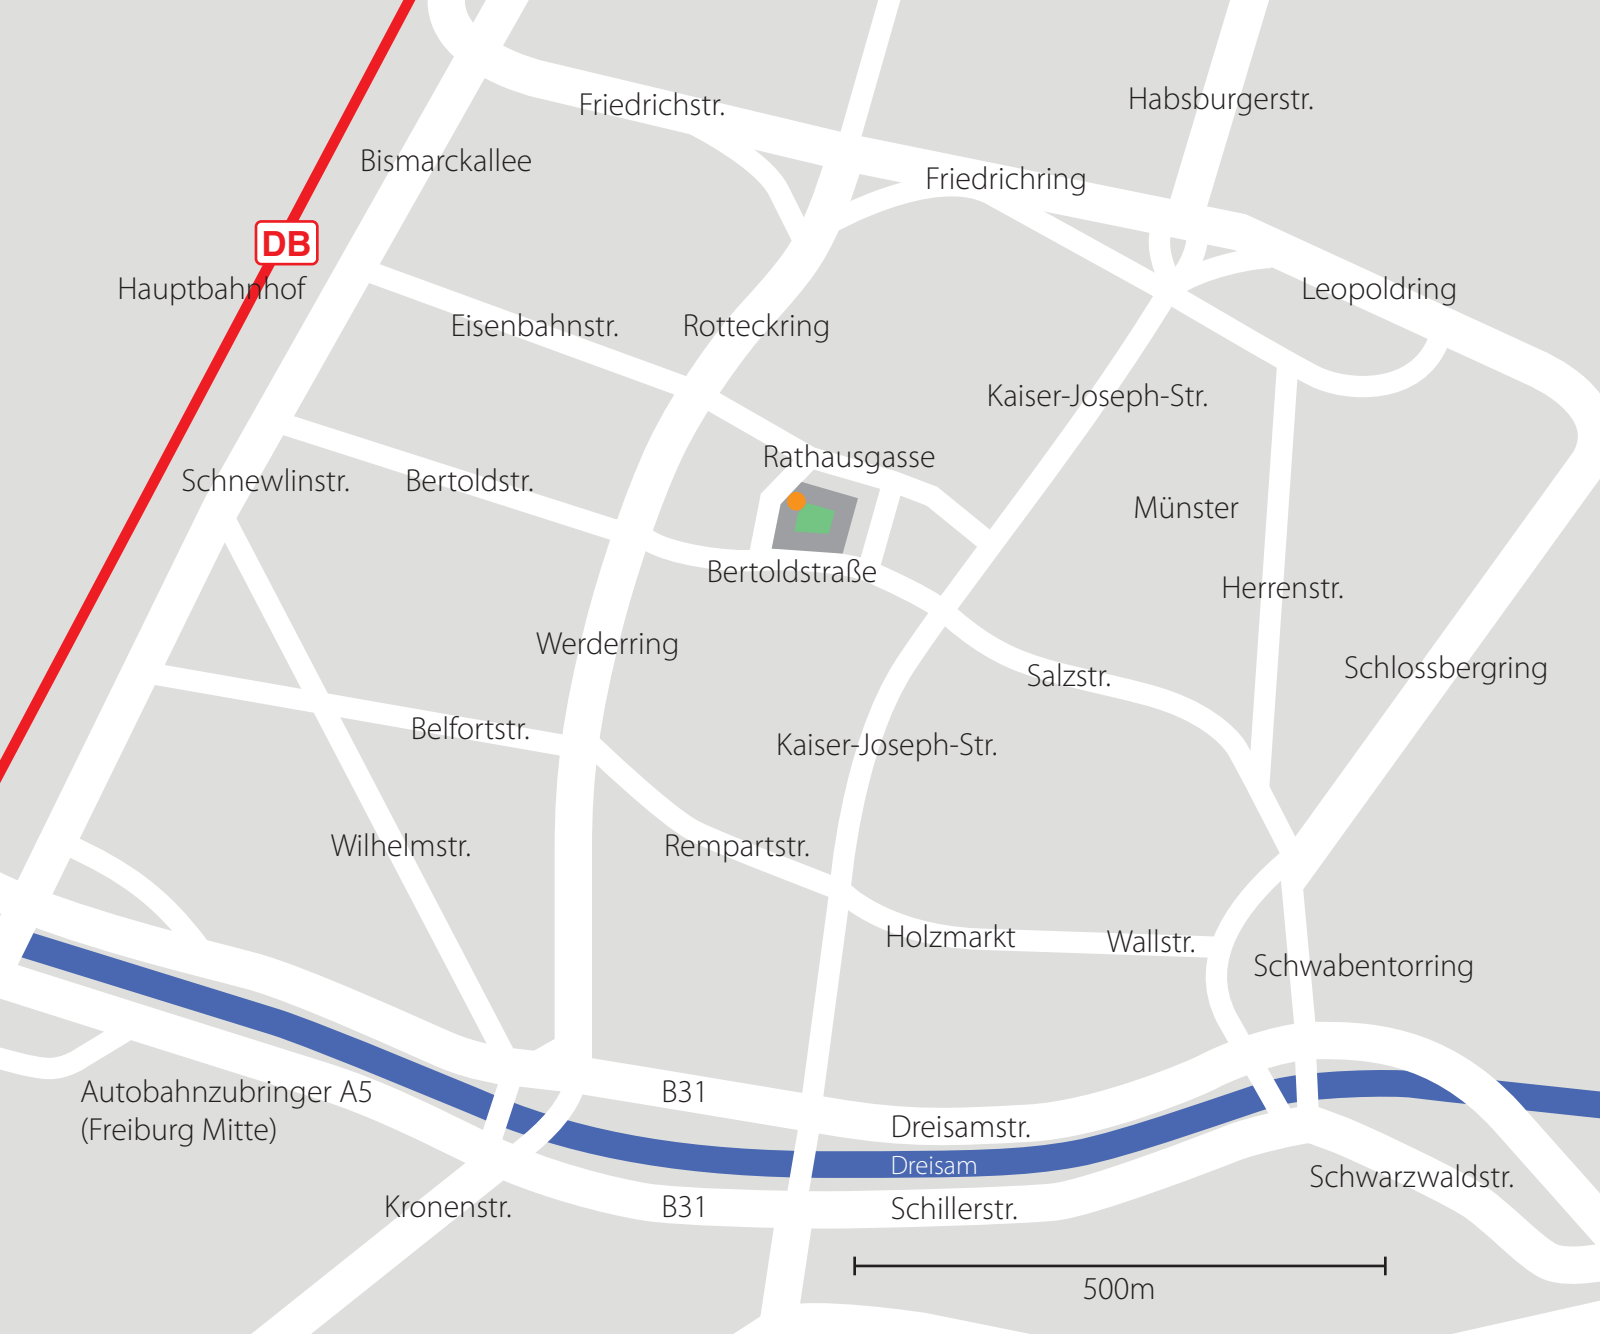 Habsburgerstr.
Friedrichstr.
Bismarckallee
Friedrichring
DB
Hauptbahnhof
Leopoldring
Eisenbahnstr.
Rotteckring
Kaiser-Joseph-Str.
Rathausgasse
Schnewlinstr.
Bertoldstr.
Münster
Bertoldstraße
Herrenstr.
Werderring
Schlossbergring
Salzstr.
Belfortstr.
Kaiser-Joseph-Str.
Wilhelmstr.
Rempartstr.
Holzmarkt
Wallstr.
Schwabentorring
Autobahnzubringer A5
(Freiburg Mitte)
B31
Dreisamstr.
Dreisam
Schwarzwaldstr.
Kronenstr.
B31
Schillerstr.
500m